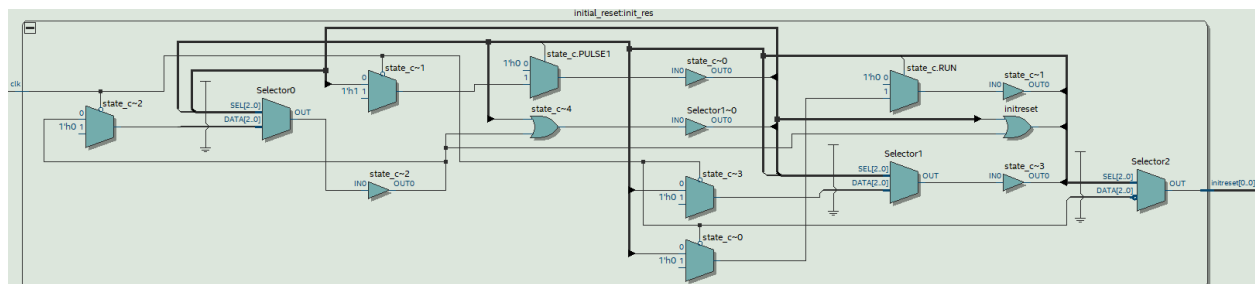 initial_reset:init_res
clk
state_c~2
0
1'h0 1
Selector0
SEL[2..0]
DATA[2..0]
OUT
state_c~1
0
1'h1 1
state_c.PULSE1
1'h0 0
1
state_c~4
state_c~2
IN0 OUT0
state_c~0
IN0 OUT0
Selector1~0
IN0 OUT0
state_c~3
0
1'h0 1
state_c~0
0
1'h0 1
state_c.RUN
1'h0 0
1
Selector1
SEL[2..0]
DATA[2..0]
OUT
state_c~1
IN0 OUT0
initreset
state_c~3
IN0 OUT0
Selector2
SEL[2..0]
DATA[2..0]
OUT
initreset[0..0]